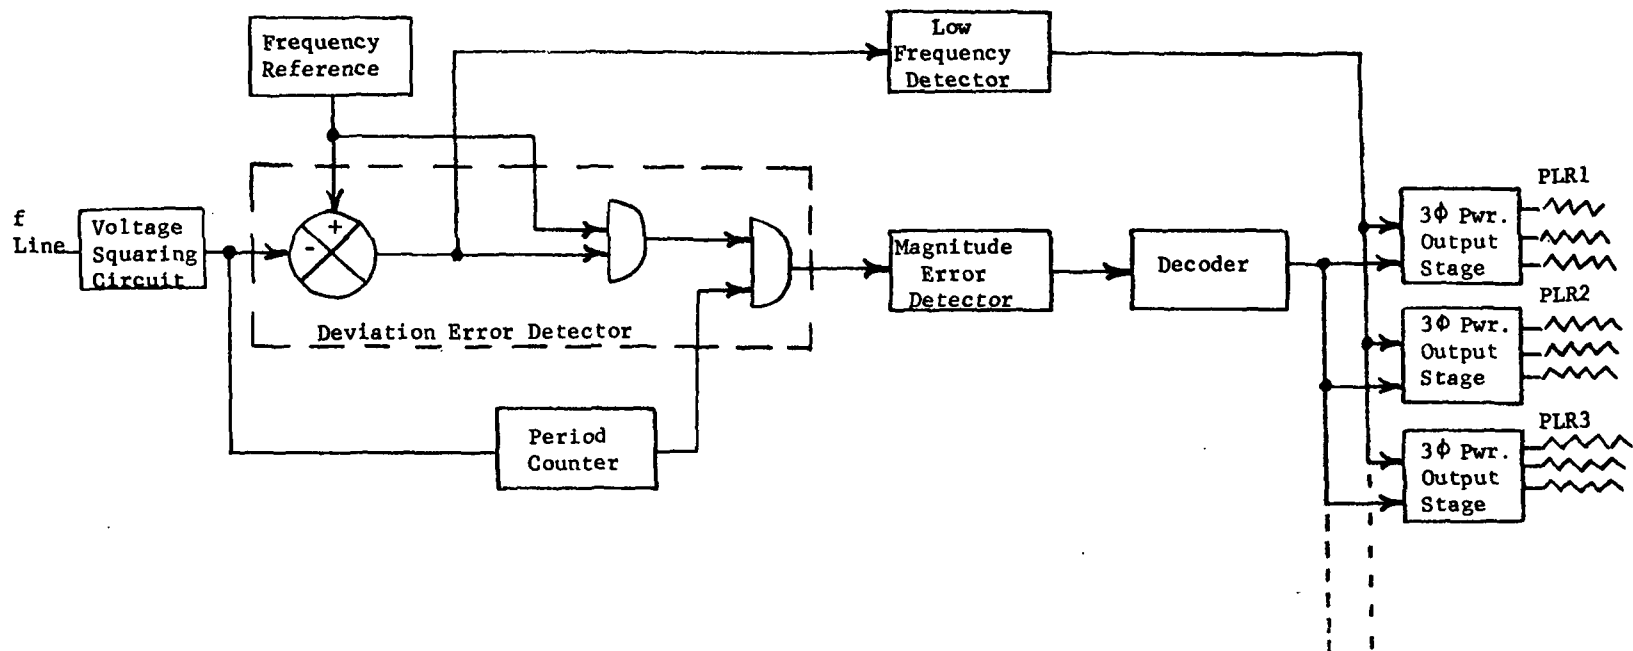 Frequency
Reference
Low
Frequency
Detector
f
Line
Voltage
Squaring
Circuit
+
-
Deviation Error Detector
Period
Counter
Magnitude
Error
Detector
Decoder
PLR1
3ϕ Pwr.
Output
Stage
PLR2
3ϕ Pwr.
Output
Stage
PLR3
3ϕ Pwr.
Output
Stage